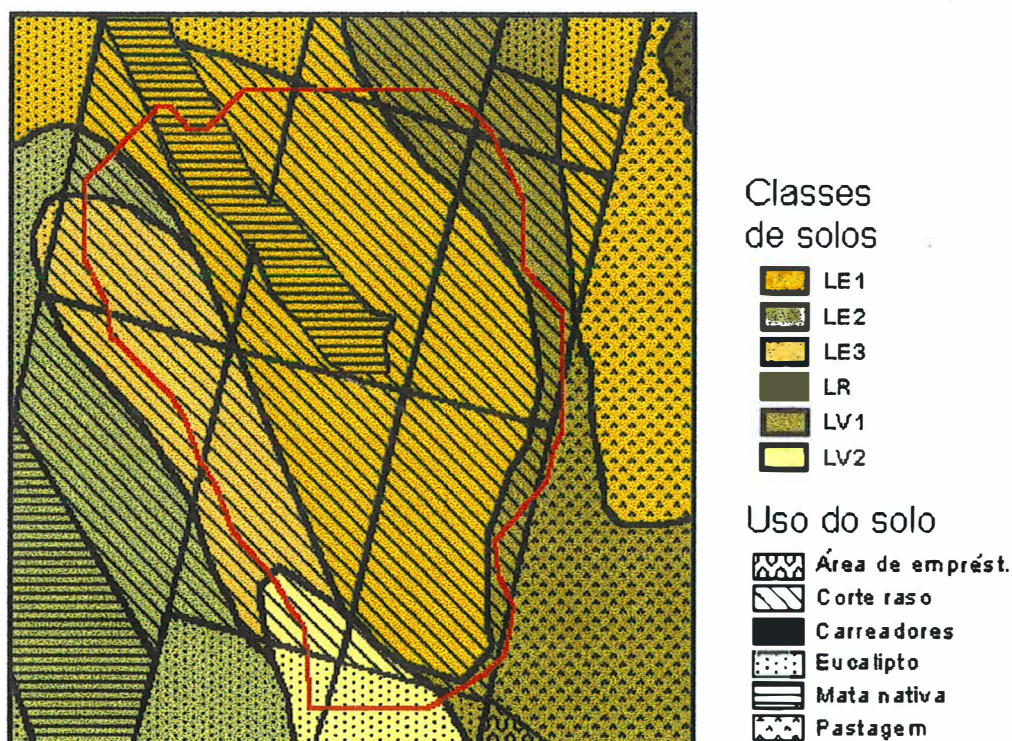 Classes
de solos
LE1
LE2
LE3
LR
LV1
LV2
Uso do solo
Área de emprést.
Corte raso
Carreadores
Eucalipto
Mata nativa
Pastagem